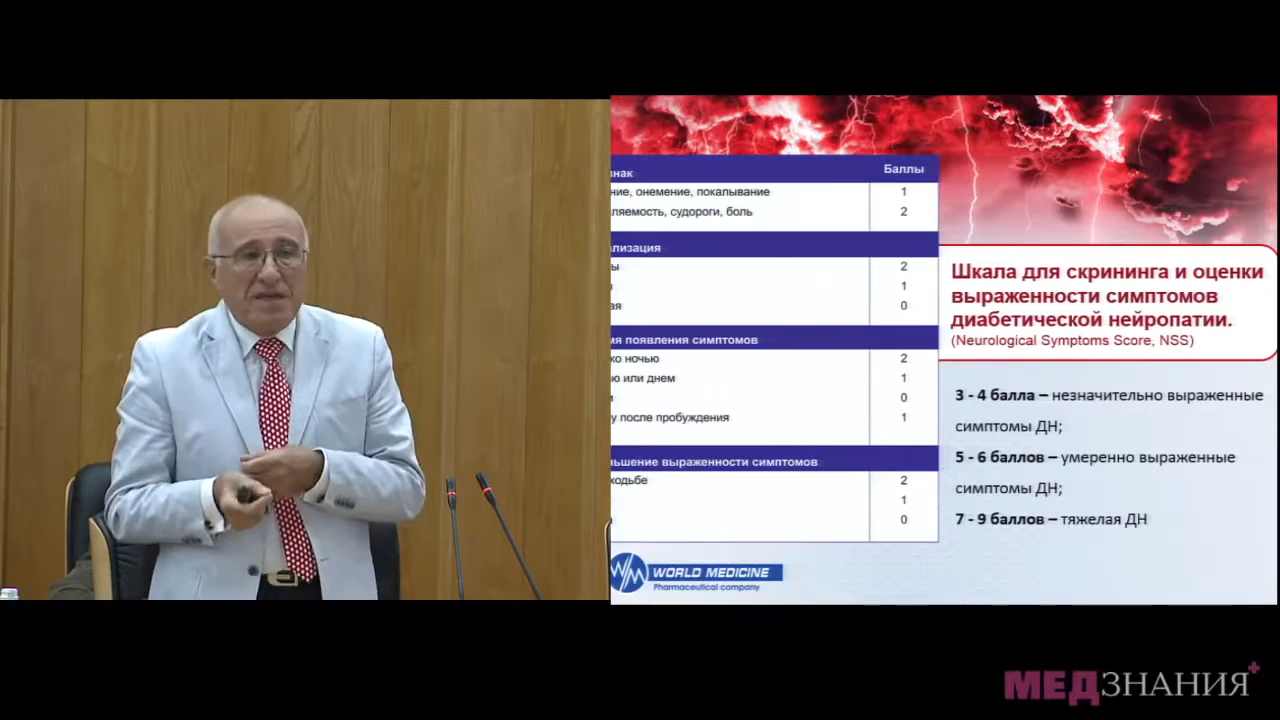 Баллы
ние, онемение, покалывание 1
ляемость, судороги, боль 2
лизация
2
1
0
мя появления симптомов
ко ночью 2
ю или днем 1
0
у после пробуждения 1
ньшение выраженности симптомов
ходьбе 2
1
0
WORLD MEDICINE
Pharmaceutical company
Шкала для скрининга и оценки
выраженности симптомов
диабетической нейропатии.
(Neurological Symptoms Score, NSS)
3 - 4 балла – незначительно выраженные
симптомы ДН;
5 - 6 баллов – умеренно выраженные
симптомы ДН;
7 - 9 баллов – тяжелая ДН
МЕДЗНАНИЯ+